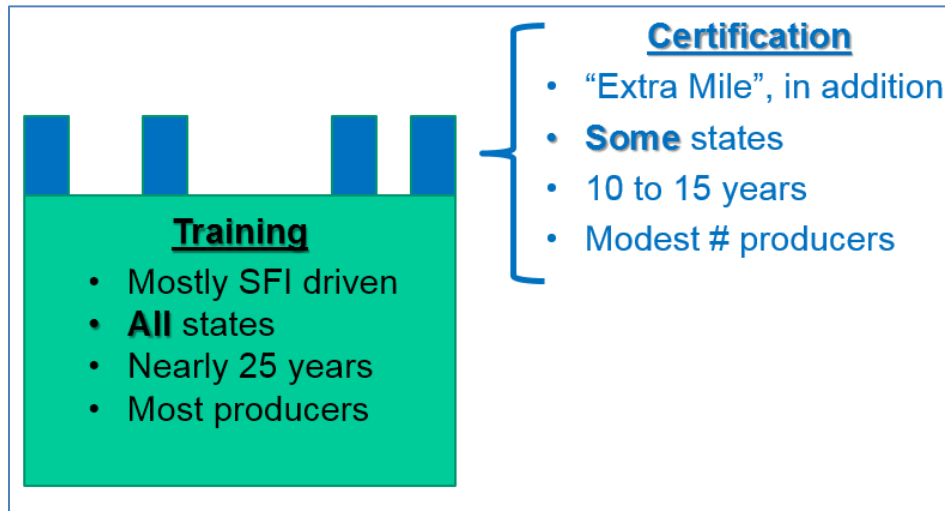 Certification
• “Extra Mile”, in addition
• Some states
• 10 to 15 years
• Modest # producers
Training
• Mostly SFI driven
• All states
• Nearly 25 years
• Most producers